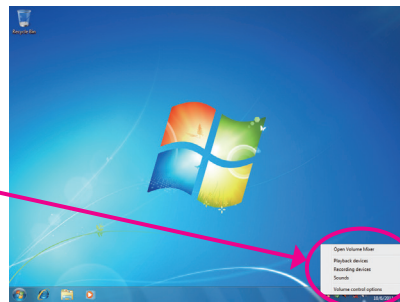 Recycle Bin
Open Volume Mixer
Playback devices
Recording devices
Sounds
Volume control options